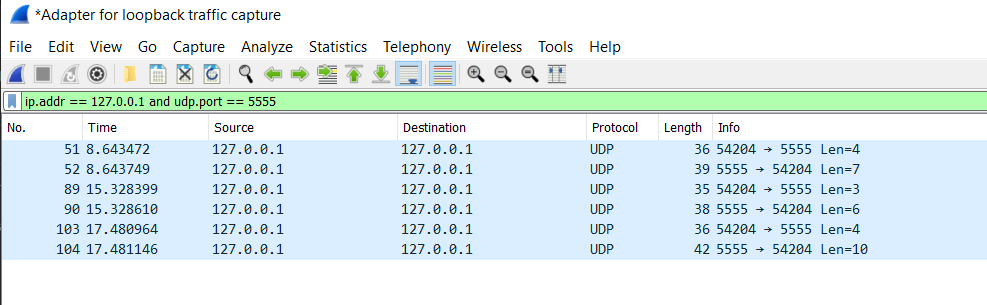 *Adapter for loopback traffic capture
File Edit View Go Capture Analyze Statistics Telephony Wireless Tools Help
ip.addr == 127.0.0.1 and udp.port == 5555
No. Time Source Destination Protocol Length Info
51 8.643472 127.0.0.1 127.0.0.1 UDP 36 54204 → 5555 Len=4
52 8.643749 127.0.0.1 127.0.0.1 UDP 39 5555 → 54204 Len=7
89 15.328399 127.0.0.1 127.0.0.1 UDP 35 54204 → 5555 Len=3
90 15.328610 127.0.0.1 127.0.0.1 UDP 38 5555 → 54204 Len=6
103 17.480964 127.0.0.1 127.0.0.1 UDP 36 54204 → 5555 Len=4
104 17.481146 127.0.0.1 127.0.0.1 UDP 42 5555 → 54204 Len=10